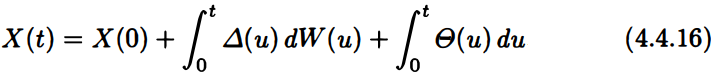 X(t) = X(0) + ∫₀ᵗ Δ(u) dW(u) + ∫₀ᵗ Θ(u) du (4.4.16)